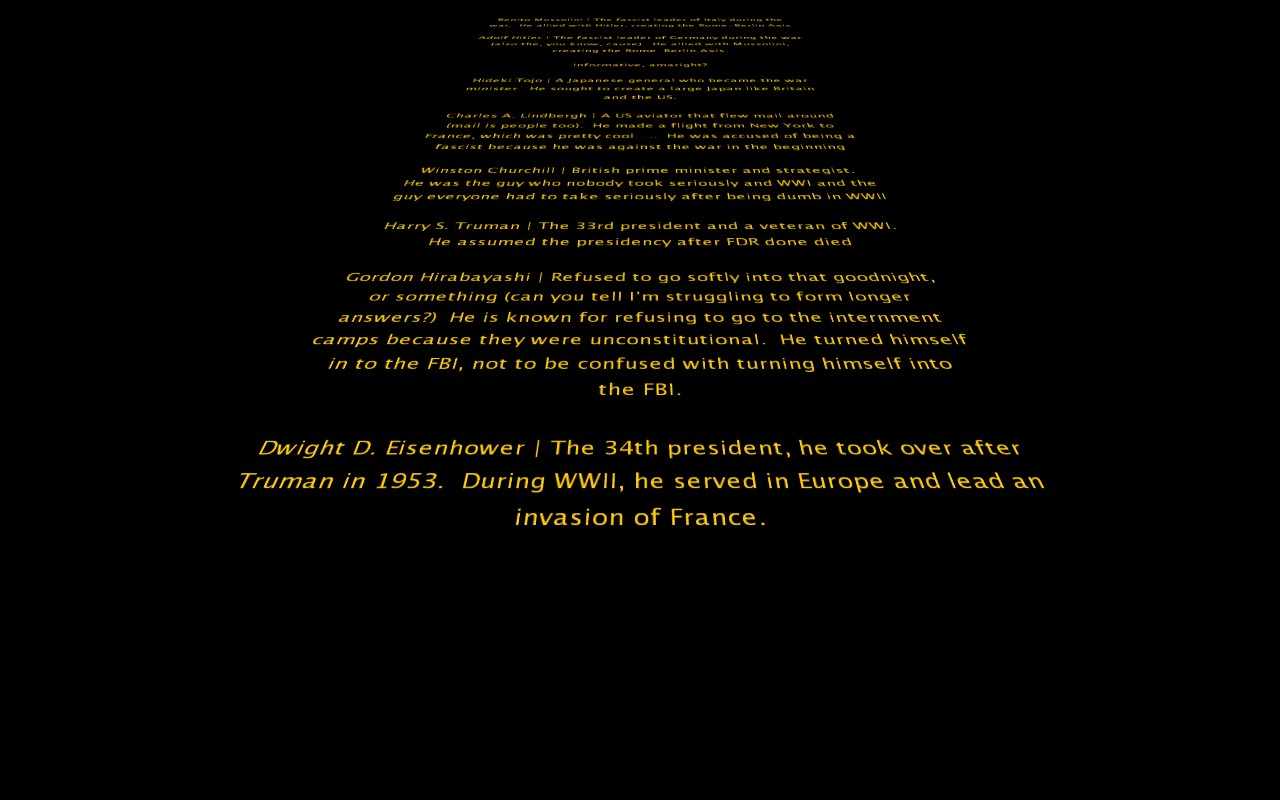 Benito Mussolini | The fascist leader of Italy during the
war.  He allied with Hitler, creating the Rome-Berlin Axis
Adolf Hitler | The fascist leader of Germany during the war
(also the, you know, cause).  He allied with Mussolini,
creating the Rome-Berlin Axis.
Informative, amaright?
Hideki Tojo | A Japanese general who became the war
minister.  He sought to create a large Japan like Britain
and the US.
Charles A. Lindbergh | A US aviator that flew mail around
(mail is people too).  He made a flight from New York to
France, which was pretty cool ... He was accused of being a
fascist because he was against the war in the beginning
Winston Churchill | British prime minister and strategist.
He was the guy who nobody took seriously and WWI and the
guy everyone had to take seriously after being dumb in WWII
Harry S. Truman | The 33rd president and a veteran of WWI.
He assumed the presidency after FDR done died
Gordon Hirabayashi | Refused to go softly into that goodnight,
or something (can you tell I'm struggling to form longer
answers?)  He is known for refusing to go to the internment
camps because they were unconstitutional.  He turned himself
in to the FBI, not to be confused with turning himself into
the FBI.
Dwight D. Eisenhower | The 34th president, he took over after
Truman in 1953.  During WWII, he served in Europe and lead an
invasion of France.